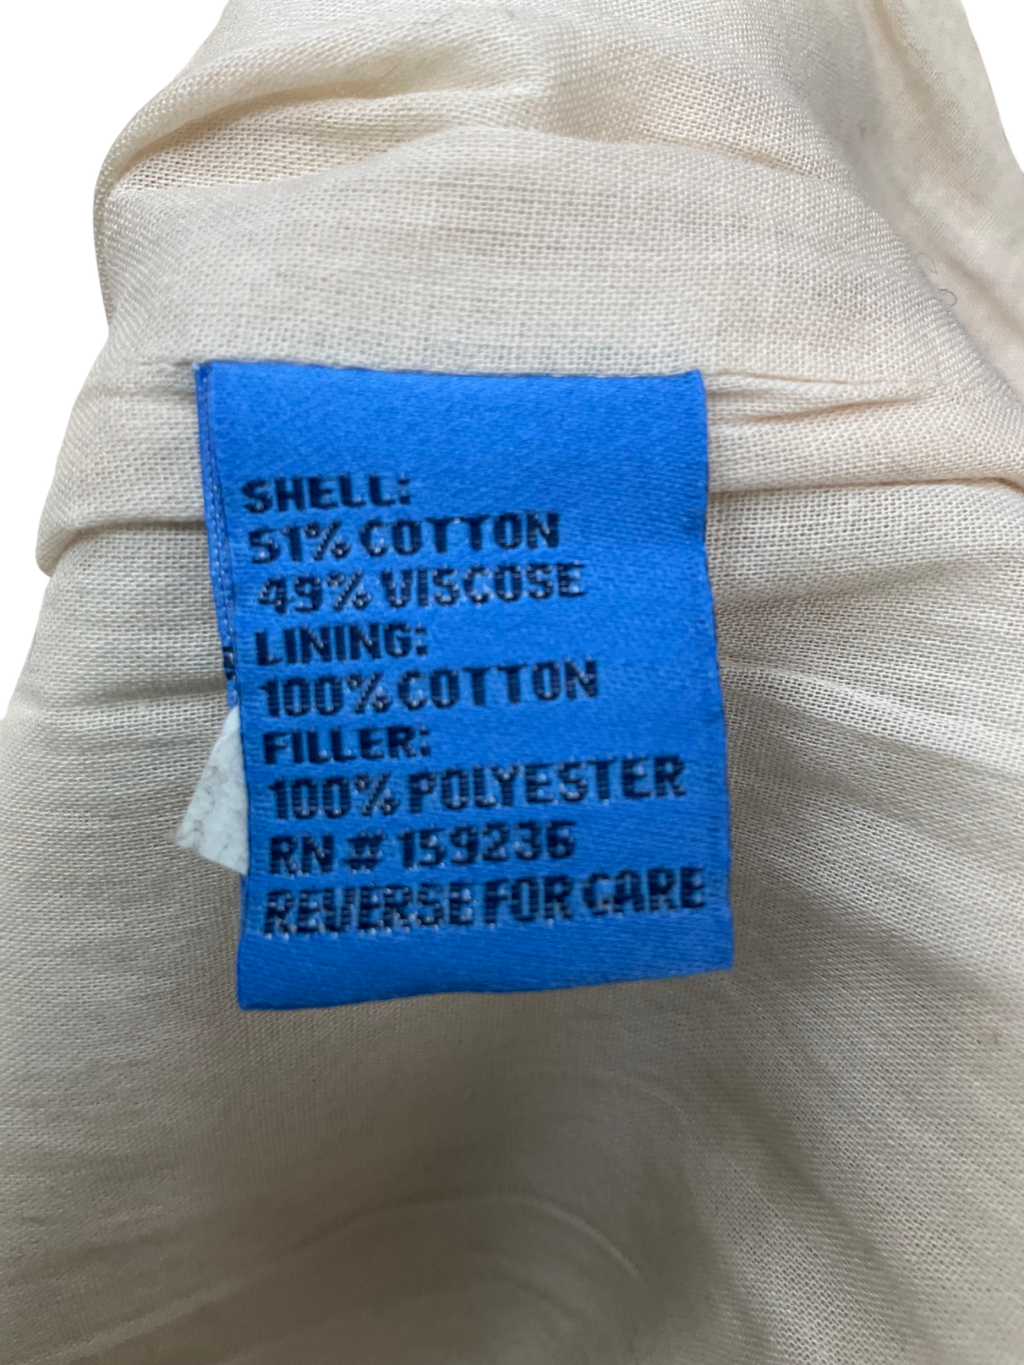 SHELL:
51% COTTON
49% VISCOSE
LINING:
100% COTTON
FILLER:
100% POLYESTER
RN # 159236
REVERSE FOR CARE